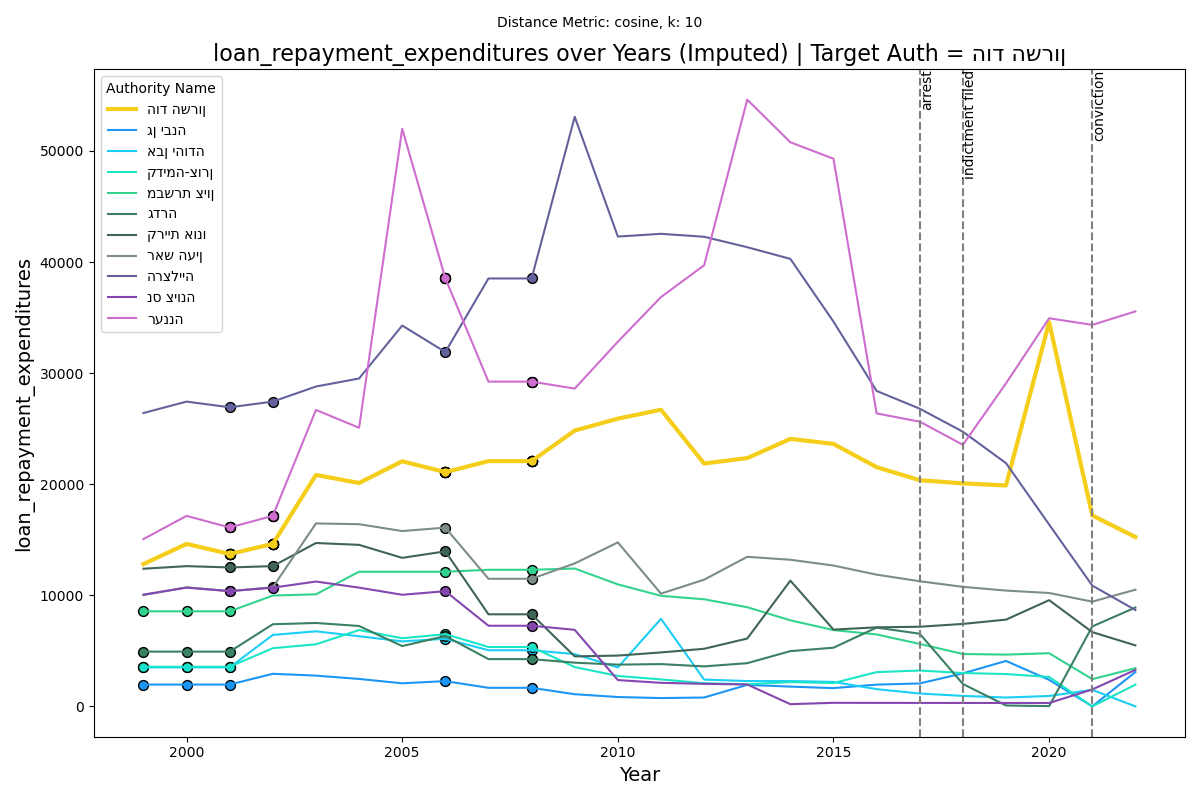 Distance Metric: cosine, k: 10
loan_repayment_expenditures over Years (Imputed) | Target Auth = הוד השרון
Authority Name
הוד השרון
גן יבנה
אבן יהודה
קדימה-צורן
מבשרת ציון
גדרה
קריית אונו
ראש העין
הרצלייה
נס ציונה
רעננה
arrest
indictment filed
conviction
loan_repayment_expenditures
50000
40000
30000
20000
10000
0
2000
2005
2010
2015
2020
Year